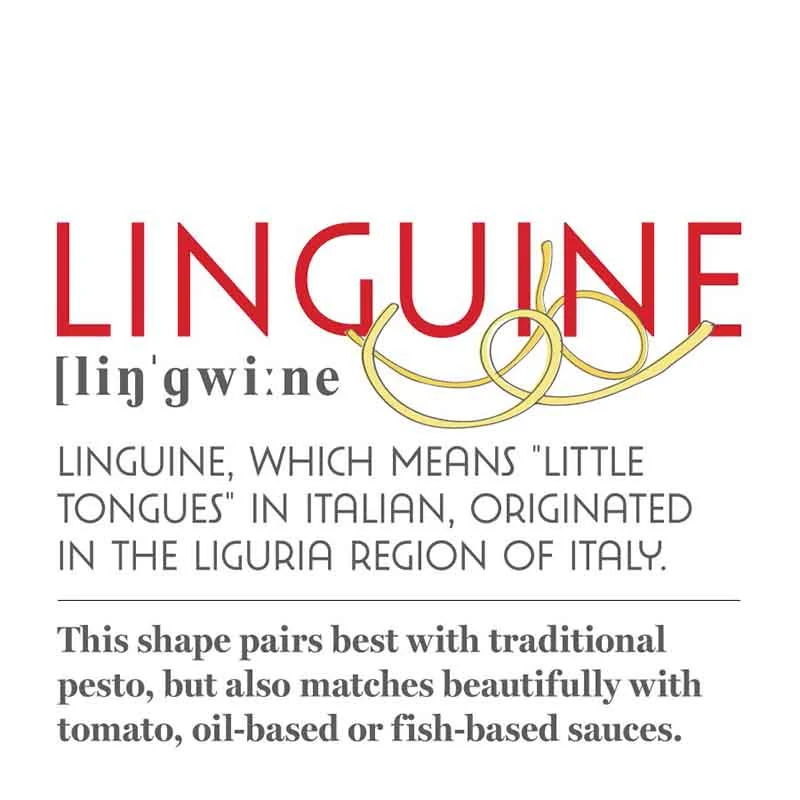 LINGUINE
[liŋˈgwiːne
LINGUINE, WHICH MEANS "LITTLE
TONGUES" IN ITALIAN, ORIGINATED
IN THE LIGURIA REGION OF ITALY.
This shape pairs best with traditional
pesto, but also matches beautifully with
tomato, oil-based or fish-based sauces.